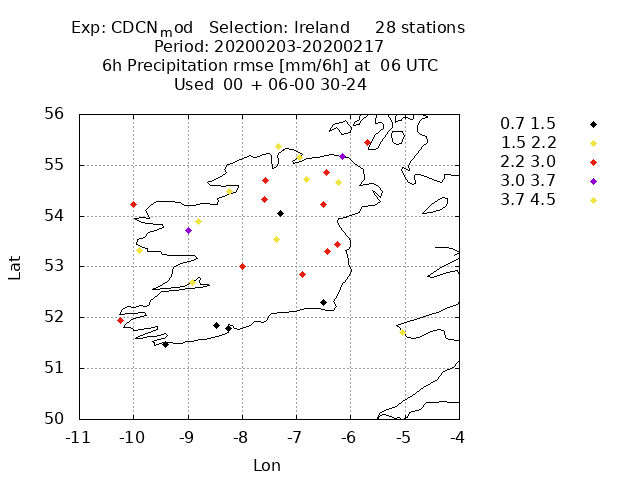 Exp: CDCNmod   Selection: Ireland     28 stations
Period: 20200203-20200217
6h Precipitation rmse [mm/6h] at  06 UTC
Used  00 + 06-00 30-24
0.7 1.5
1.5 2.2
2.2 3.0
3.0 3.7
3.7 4.5
56
55
54
53
52
51
50
Lat
-11 -10 -9 -8 -7 -6 -5 -4
Lon